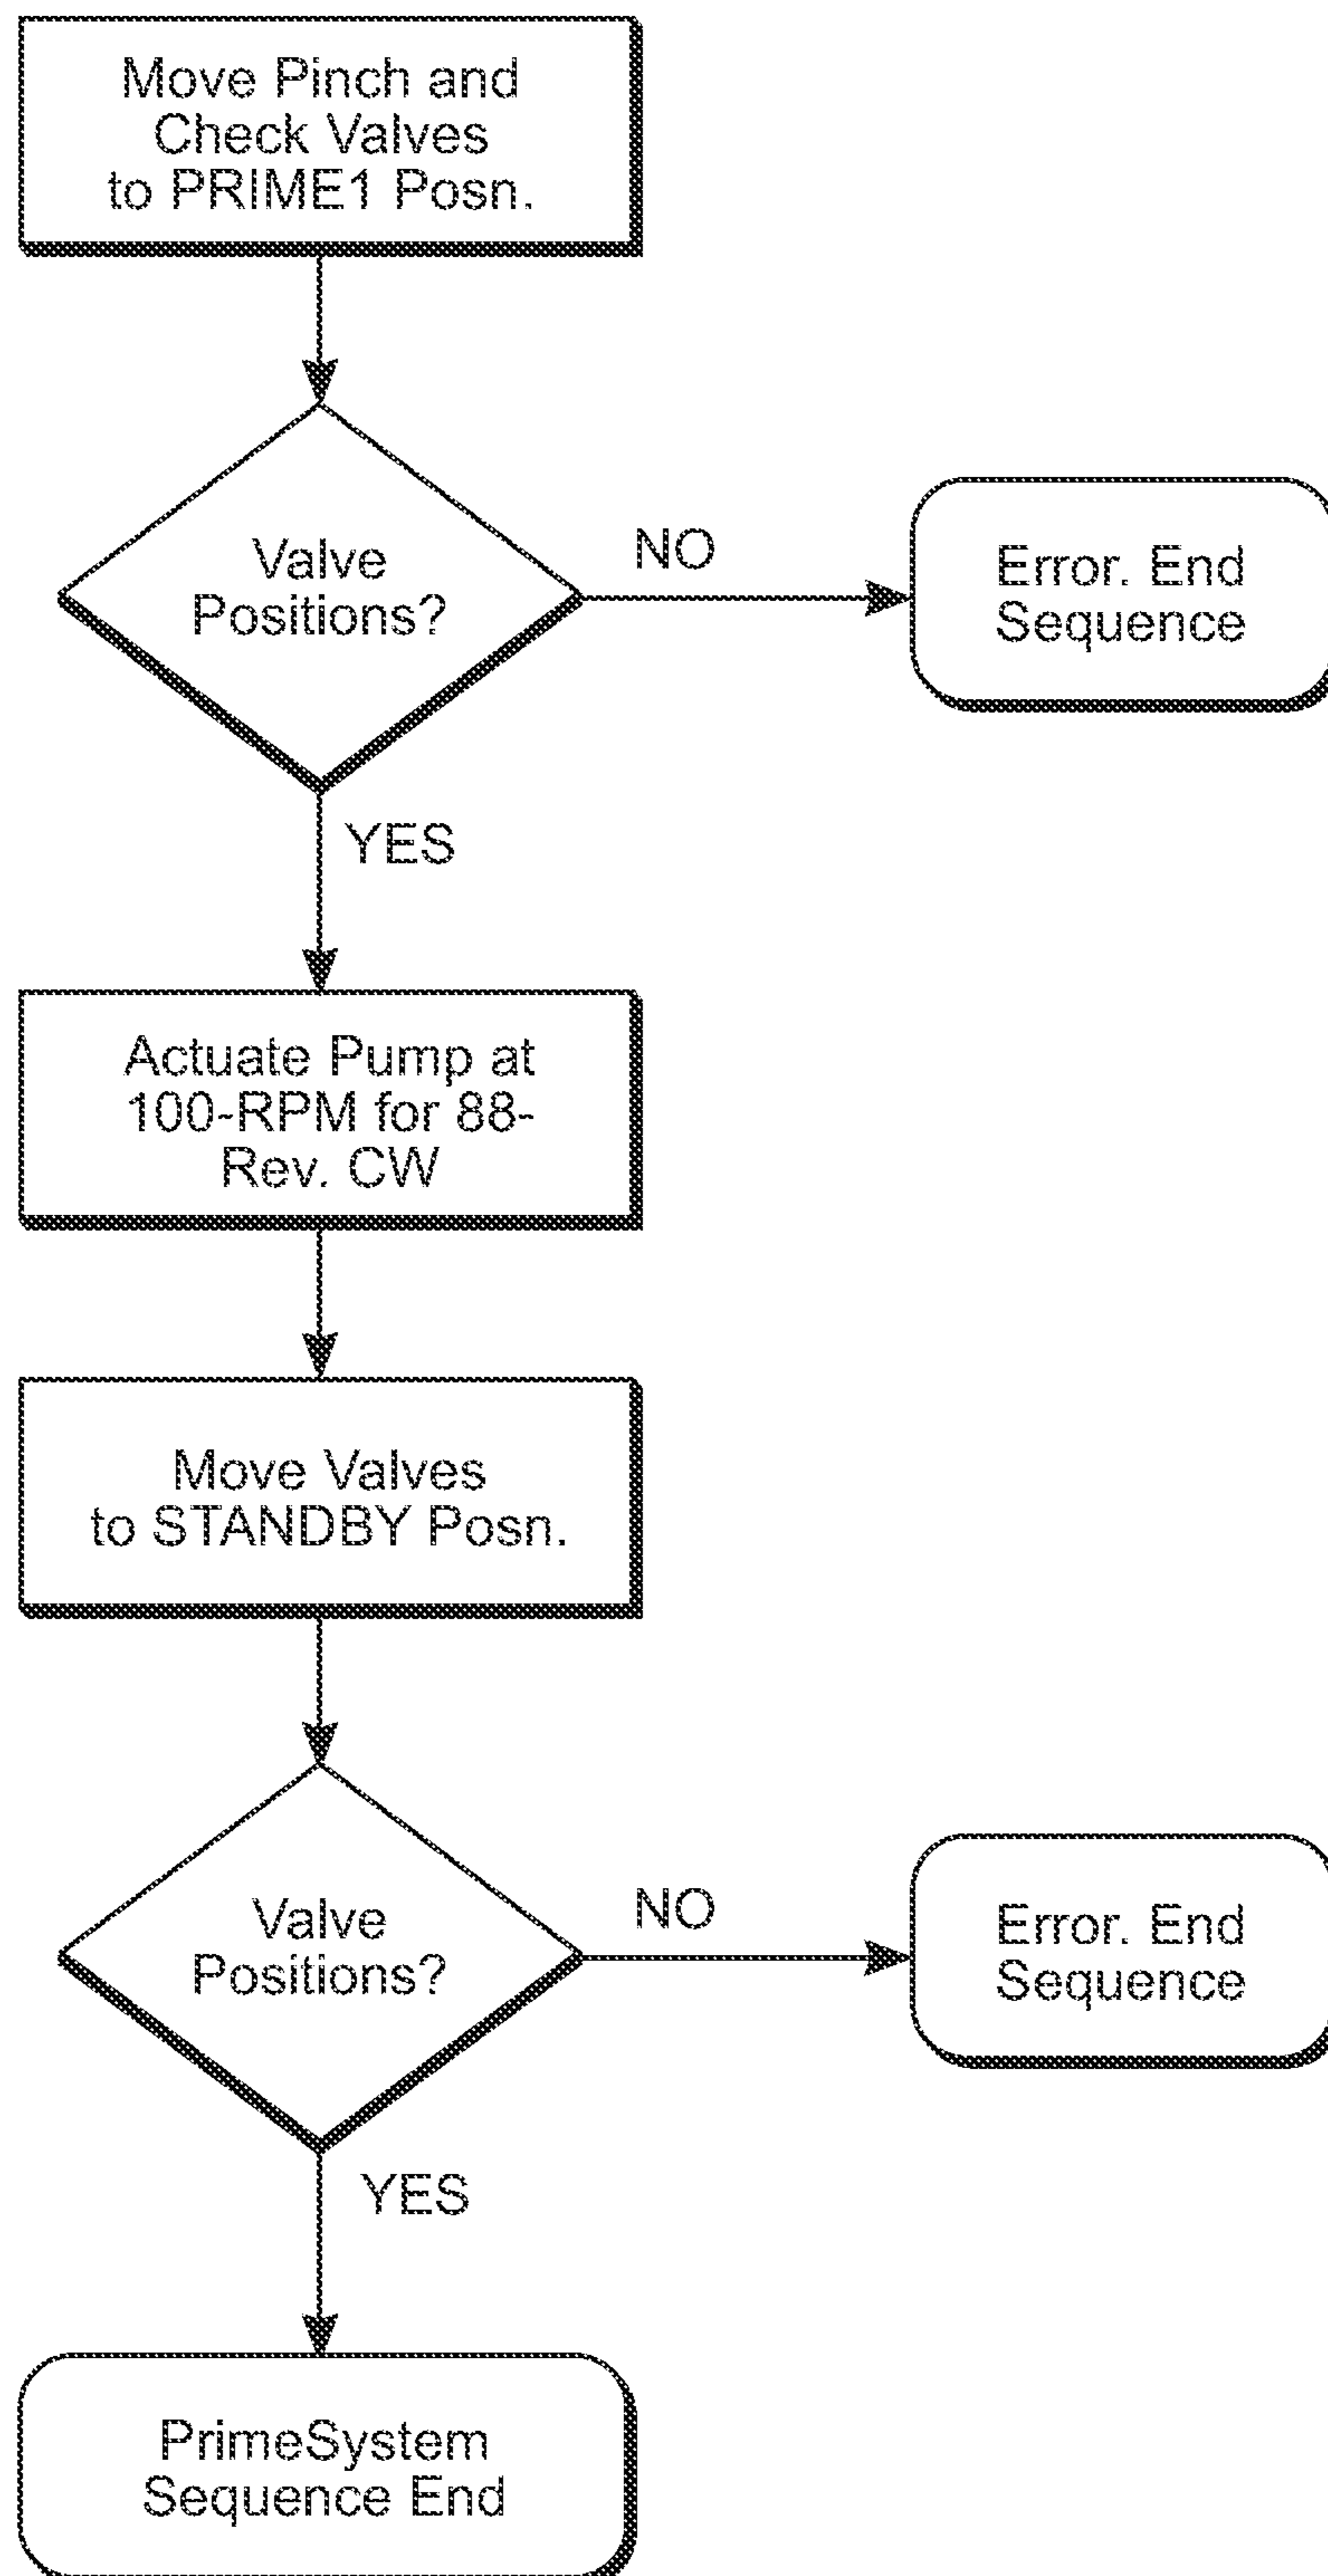 Move Pinch and
Check Valves
to PRIME1 Posn.
Valve
Positions?
NO
Error. End
Sequence
YES
Actuate Pump at
100-RPM for 88-
Rev. CW
Move Valves
to STANDBY Posn.
Valve
Positions?
NO
Error. End
Sequence
YES
PrimeSystem
Sequence End